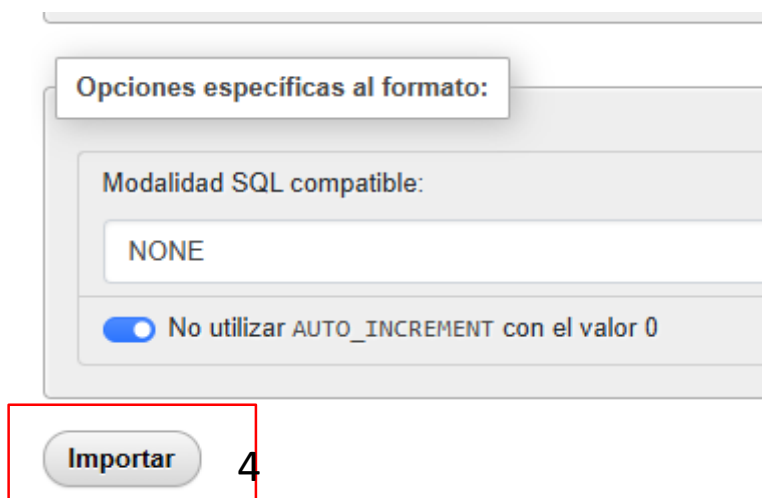 Opciones específicas al formato:
Modalidad SQL compatible:
NONE
No utilizar AUTO_INCREMENT con el valor 0
Importar 4